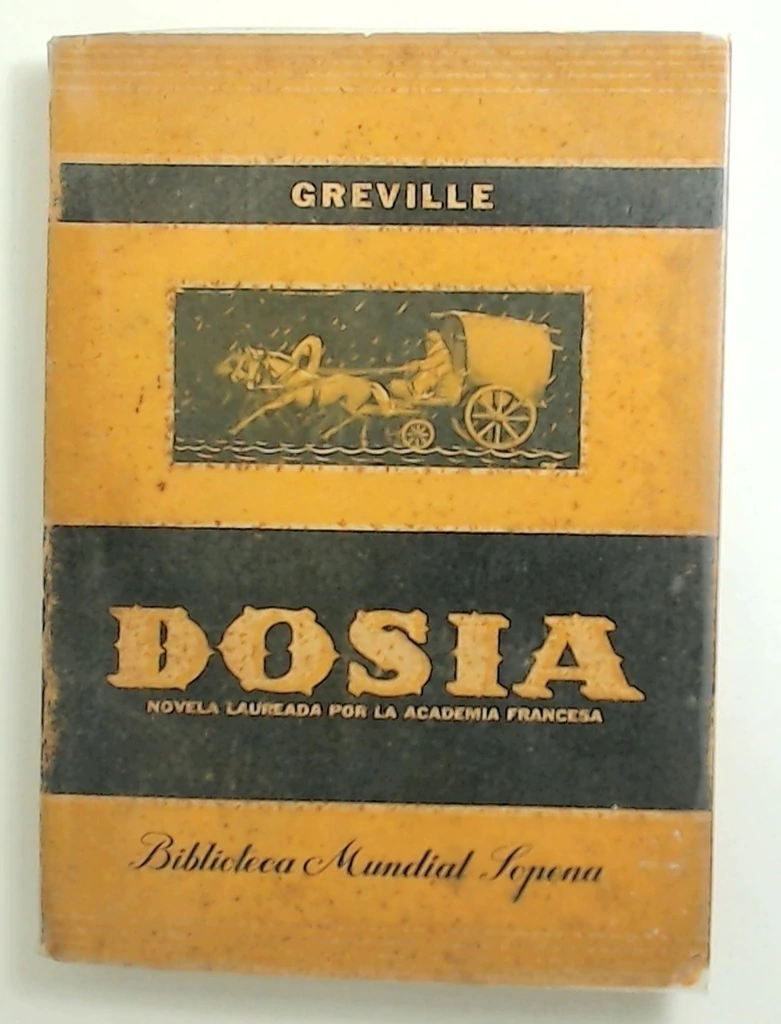 GREVILLE
DOSIA
NOVELA LAUREADA POR LA ACADEMIA FRANCESA
Biblioteca Mundial Sopena